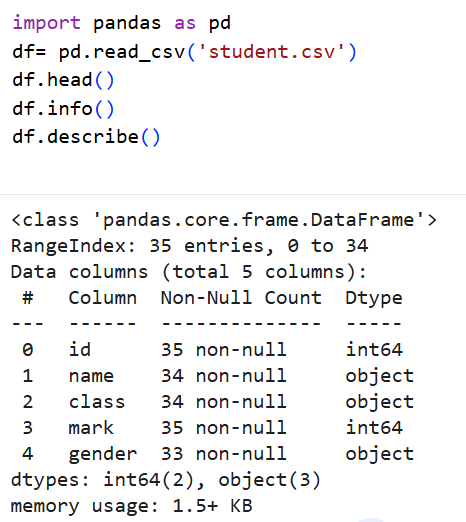 import pandas as pd
df= pd.read_csv('student.csv')
df.head()
df.info()
df.describe()
<class 'pandas.core.frame.DataFrame'>
RangeIndex: 35 entries, 0 to 34
Data columns (total 5 columns):
 #   Column  Non-Null Count  Dtype
---  ------  --------------  -----
 0   id      35 non-null     int64
 1   name    34 non-null     object
 2   class   34 non-null     object
 3   mark    35 non-null     int64
 4   gender  33 non-null     object
dtypes: int64(2), object(3)
memory usage: 1.5+ KB